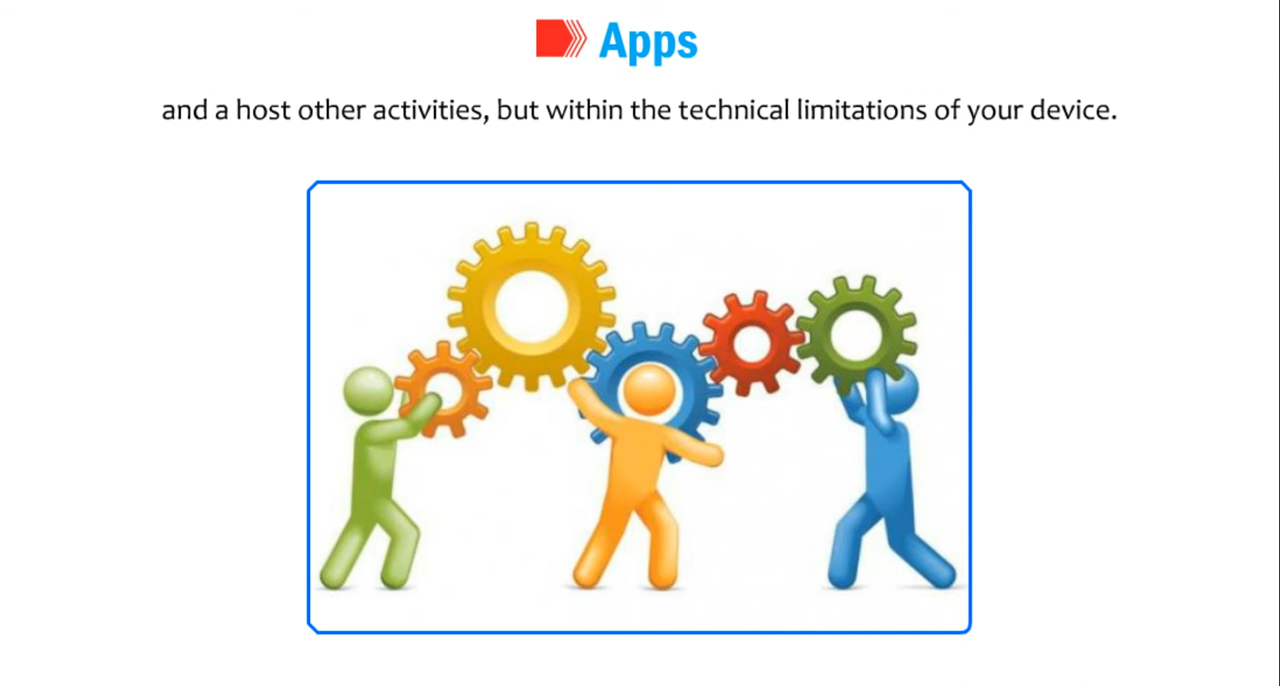 Apps
and a host other activities, but within the technical limitations of your device.